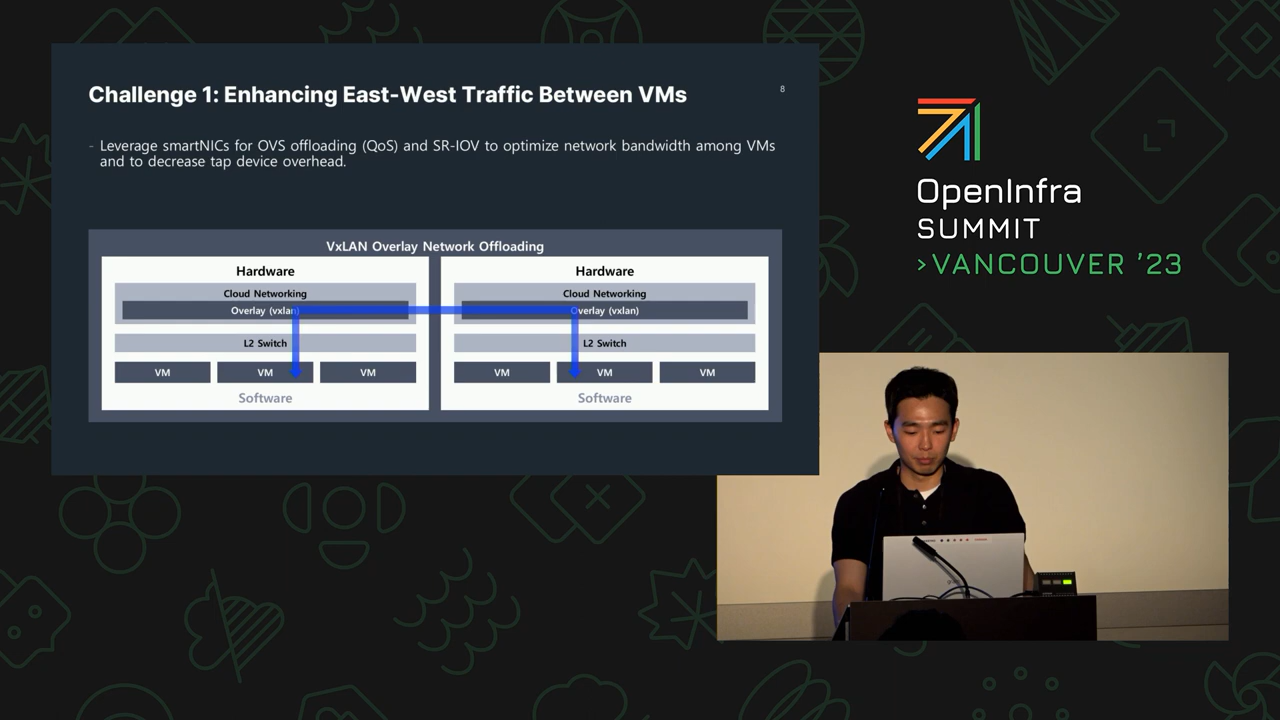 Challenge 1: Enhancing East-West Traffic Between VMs
8
- Leverage smartNICs for OVS offloading (QoS) and SR-IOV to optimize network bandwidth among VMs
and to decrease tap device overhead.
VxLAN Overlay Network Offloading
Hardware
Cloud Networking
Overlay (vxlan)
L2 Switch
VM VM VM
Software
Hardware
Cloud Networking
Overlay (vxlan)
L2 Switch
VM VM VM
Software
OpenInfra
SUMMIT
>VANCOUVER '23